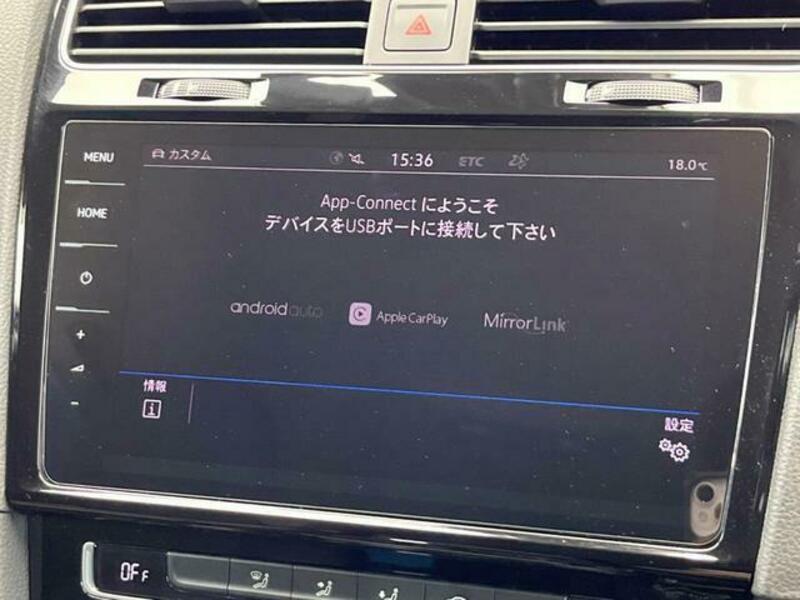 MENU
カスタム
15:36
ETC
18.0℃
HOME
App-Connect にようこそ
デバイスをUSBポートに接続して下さい
androidauto
Apple CarPlay
MirrorLink
+
情報
i
-
設定
OFF